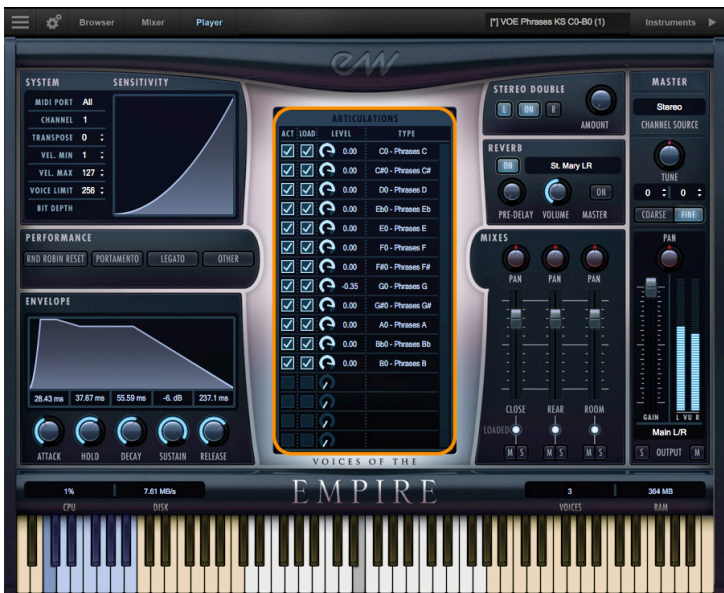 Browser Mixer Player [*] VOE Phrases KS C0-B0 (1) Instruments
EW
SYSTEM SENSITIVITY
MIDI PORT All
CHANNEL 1
TRANSPOSE 0
VEL. MIN 1
VEL. MAX 127
VOICE LIMIT 256
BIT DEPTH
PERFORMANCE
RND ROBIN RESET PORTAMENTO LEGATO OTHER
ENVELOPE
28.43 ms 37.67 ms 55.59 ms -6. dB 237.1 ms
ATTACK HOLD DECAY SUSTAIN RELEASE
ARTICULATIONS
ACT LOAD LEVEL TYPE
0.00 C0 - Phrases C
0.00 C#0 - Phrases C#
0.00 D0 - Phrases D
0.00 Eb0 - Phrases Eb
0.00 E0 - Phrases E
0.00 F0 - Phrases F
0.00 F#0 - Phrases F#
-0.35 G0 - Phrases G
0.00 G#0 - Phrases G#
0.00 A0 - Phrases A
0.00 Bb0 - Phrases Bb
0.00 B0 - Phrases B
STEREO DOUBLE
L ON R
AMOUNT
REVERB
ON St. Mary LR
ON
PRE-DELAY VOLUME MASTER
MIXES
PAN PAN PAN
CLOSE REAR ROOM
LOADED
M S M S M S
MASTER
Stereo
CHANNEL SOURCE
TUNE
0 0
COARSE FINE
PAN
GAIN L VU R
Main L/R
S OUTPUT M
VOICES OF THE
EMPIRE
1% 7.61 MB/s
CPU DISK
3 364 MB
VOICES RAM